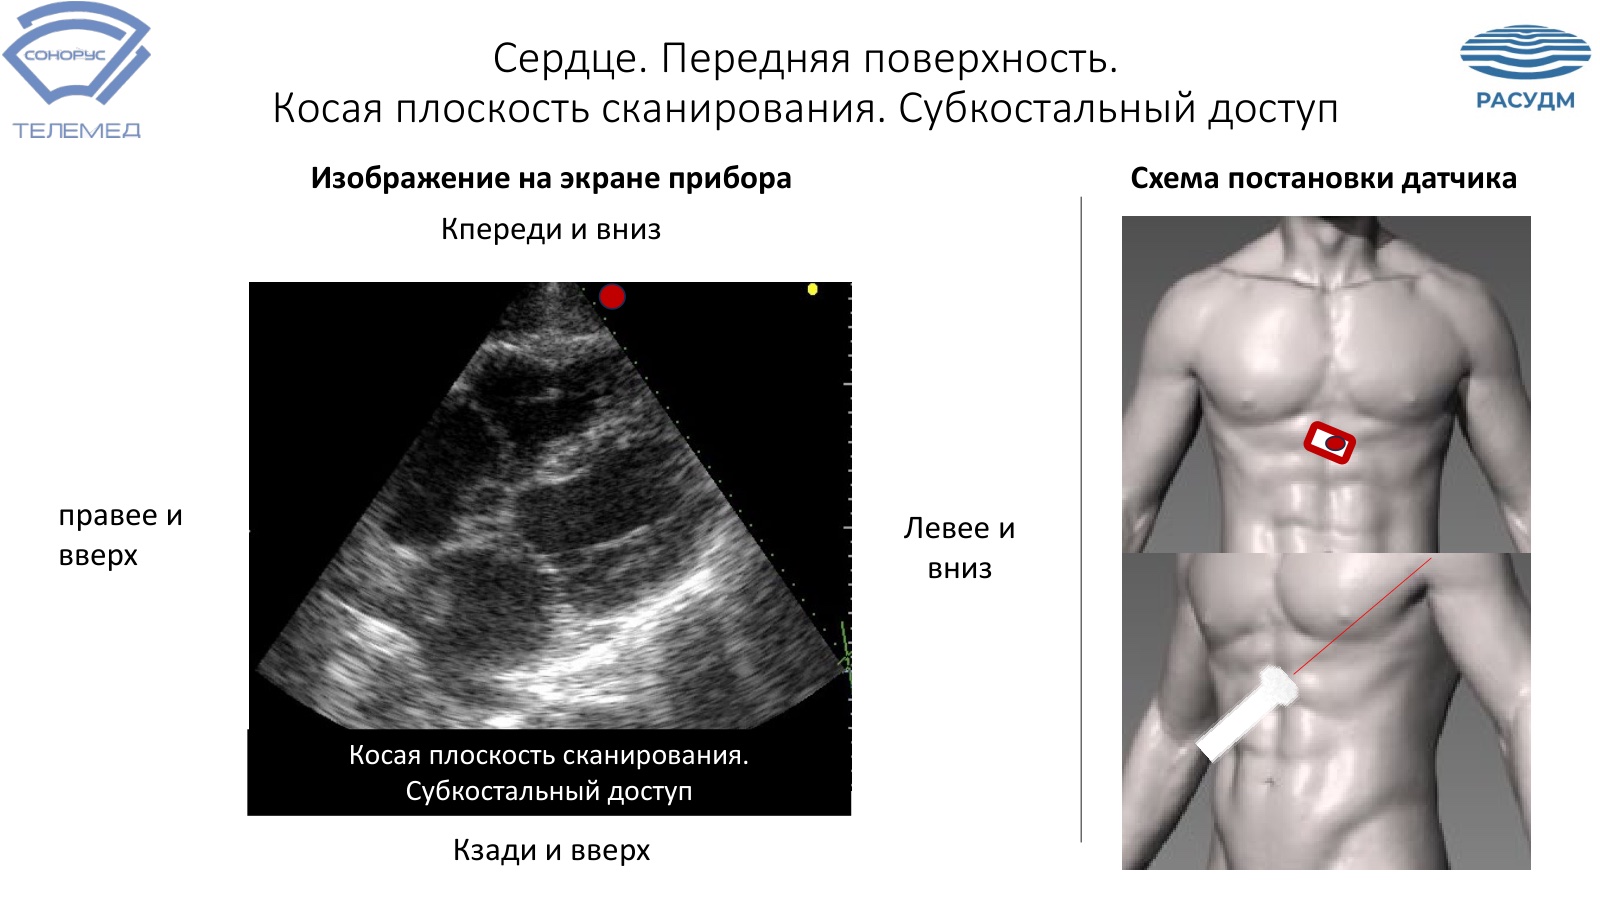 СОНОРУС
ТЕЛЕМЕД
Сердце. Передняя поверхность.
Косая плоскость сканирования. Субкостальный доступ
РАСУДМ
Изображение на экране прибора
Схема постановки датчика
Кпереди и вниз
правее и
вверх
Левее и
вниз
Косая плоскость сканирования.
Субкостальный доступ
Кзади и вверх